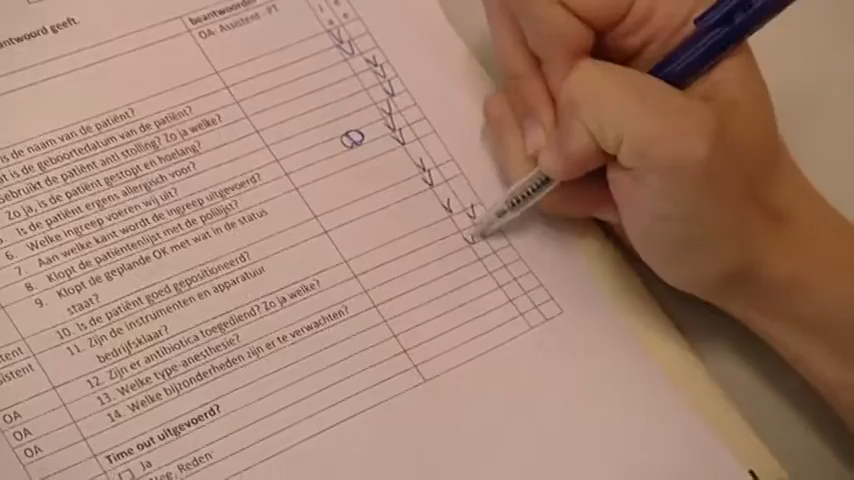 antwoord geeft.
beantwoorden
OA- Assistent - PT
is de naam van de patiënt?
is de geboortedatum van de patiënt?
Gebruikt de patiënt anti stolling? Zo ja welke?
Zo ja, is de patiënt gestopt en hoelang?
5. Is de patiënt ergens allergisch voor?
6. Welke ingreep voeren wij uit?
7. Aan welke kant wordt de ingreep uitgevoerd?
8. Klopt de patiëntenlijst met de polilijst?
9. Klopt de geplande OK met wat in de status
staat?
10. Is de patiënt goed gepositioneerd?
11. Zijn de instrumenten en apparatuur
bedrijfsklaar?
12. Zijn er antibiotica toegediend? Zo ja welke?
13. Welke type anesthesie?
14. Welke bijzonderheden zijn er te verwachten?
OA
OA
OA
Time out uitgevoerd?
Ja
Nee, Reden